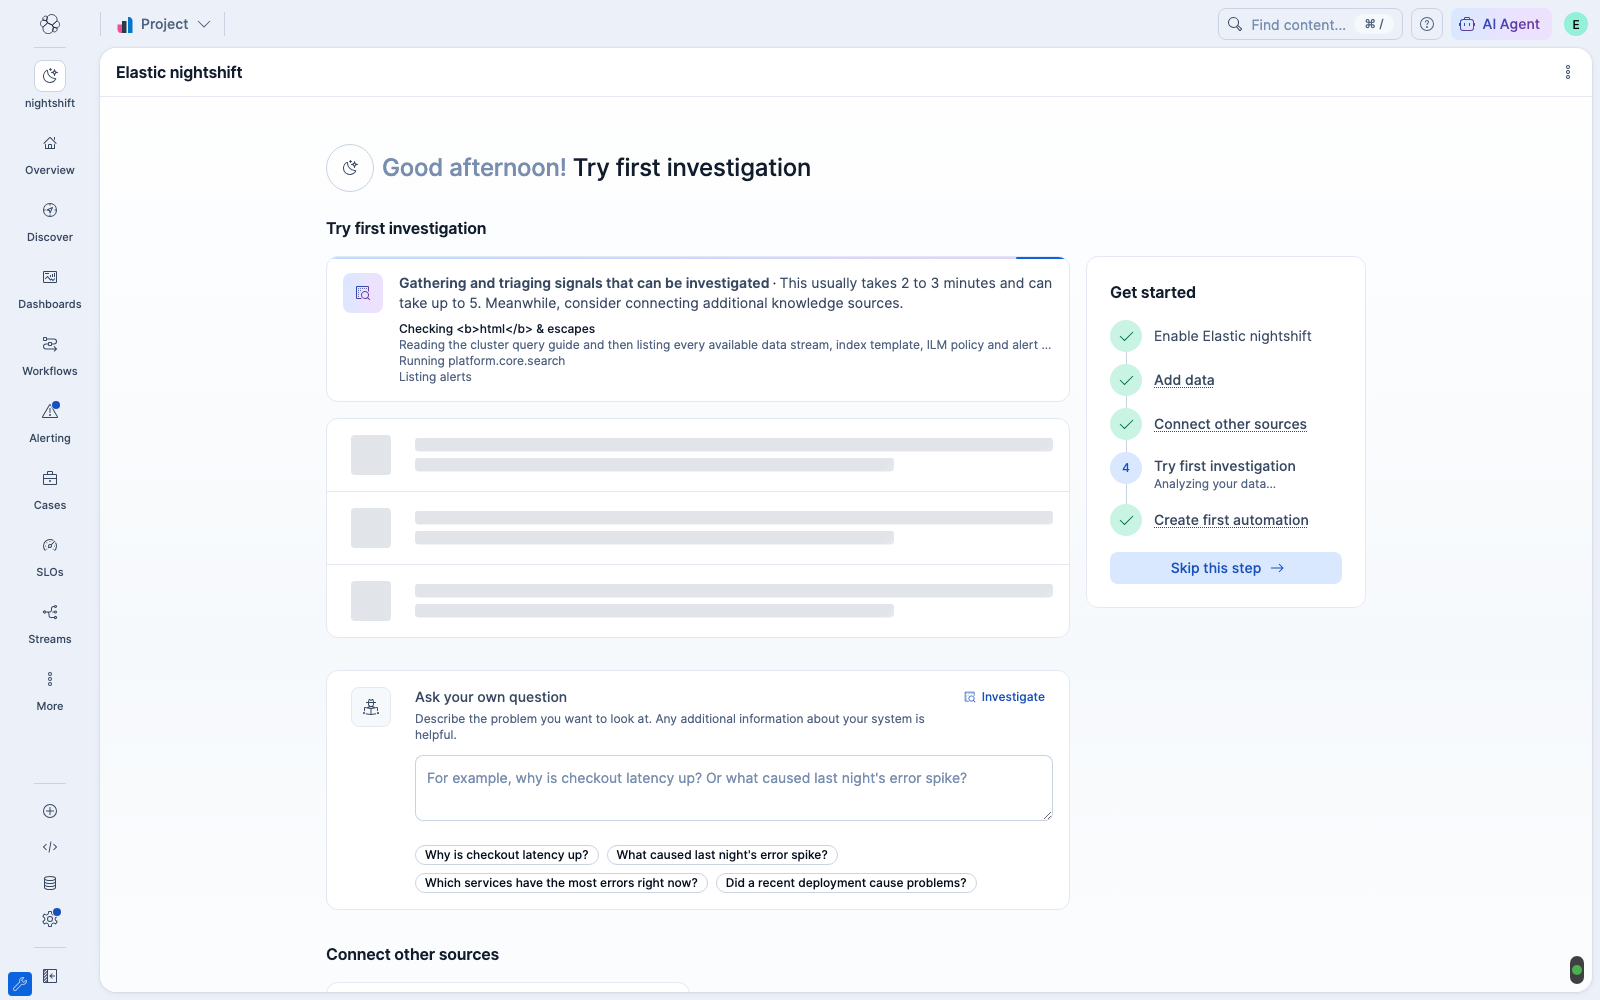 Project
Find content...
⌘ /
AI Agent
E
nightshift
Overview
Discover
Dashboards
Workflows
Alerting
Cases
SLOs
Streams
More
Elastic nightshift
Good afternoon! Try first investigation
Try first investigation
Gathering and triaging signals that can be investigated · This usually takes 2 to 3 minutes and can
take up to 5. Meanwhile, consider connecting additional knowledge sources.
Checking <b>html</b> & escapes
Reading the cluster query guide and then listing every available data stream, index template, ILM policy and alert ...
Running platform.core.search
Listing alerts
Get started
Enable Elastic nightshift
Add data
Connect other sources
4
Try first investigation
Analyzing your data...
Create first automation
Skip this step
Ask your own question
Investigate
Describe the problem you want to look at. Any additional information about your system is
helpful.
For example, why is checkout latency up? Or what caused last night's error spike?
Why is checkout latency up?
What caused last night's error spike?
Which services have the most errors right now?
Did a recent deployment cause problems?
Connect other sources